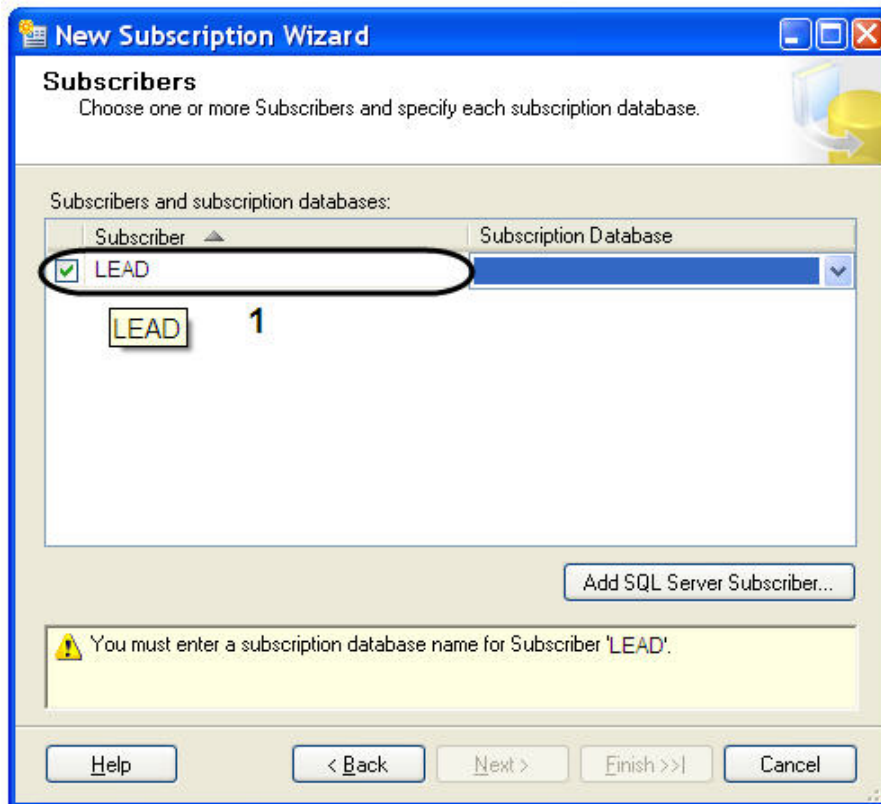 New Subscription Wizard
Subscribers
Choose one or more Subscribers and specify each subscription database.
Subscribers and subscription databases:
Subscriber Subscription Database
LEAD
LEAD 1
Add SQL Server Subscriber...
You must enter a subscription database name for Subscriber 'LEAD'.
Help < Back Next > Finish >>| Cancel